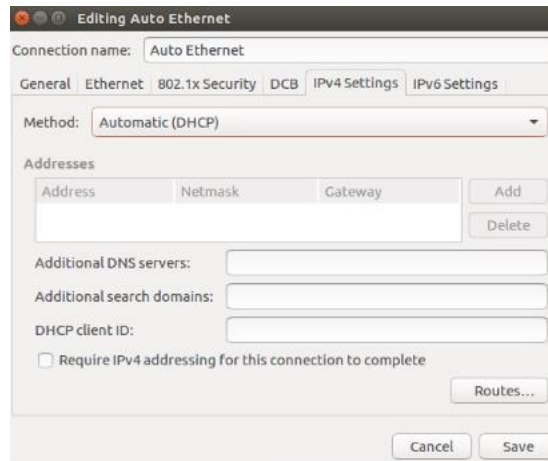 Editing Auto Ethernet
Connection name: Auto Ethernet
General Ethernet 802.1x Security DCB IPv4 Settings IPv6 Settings
Method: Automatic (DHCP)
Addresses
Address Netmask Gateway Add
Delete
Additional DNS servers:
Additional search domains:
DHCP client ID:
Require IPv4 addressing for this connection to complete
Routes...
Cancel Save